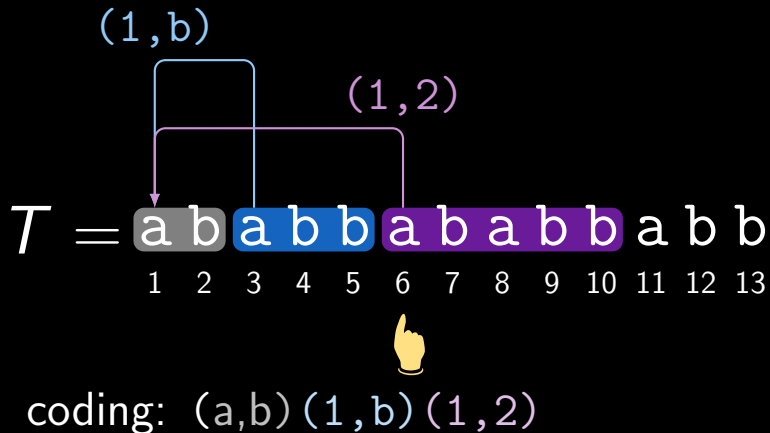 (1,b)
(1,2)
T = a b a b b a b a b b a b b
1 2 3 4 5 6 7 8 9 10 11 12 13
coding: (a,b)(1,b)(1,2)